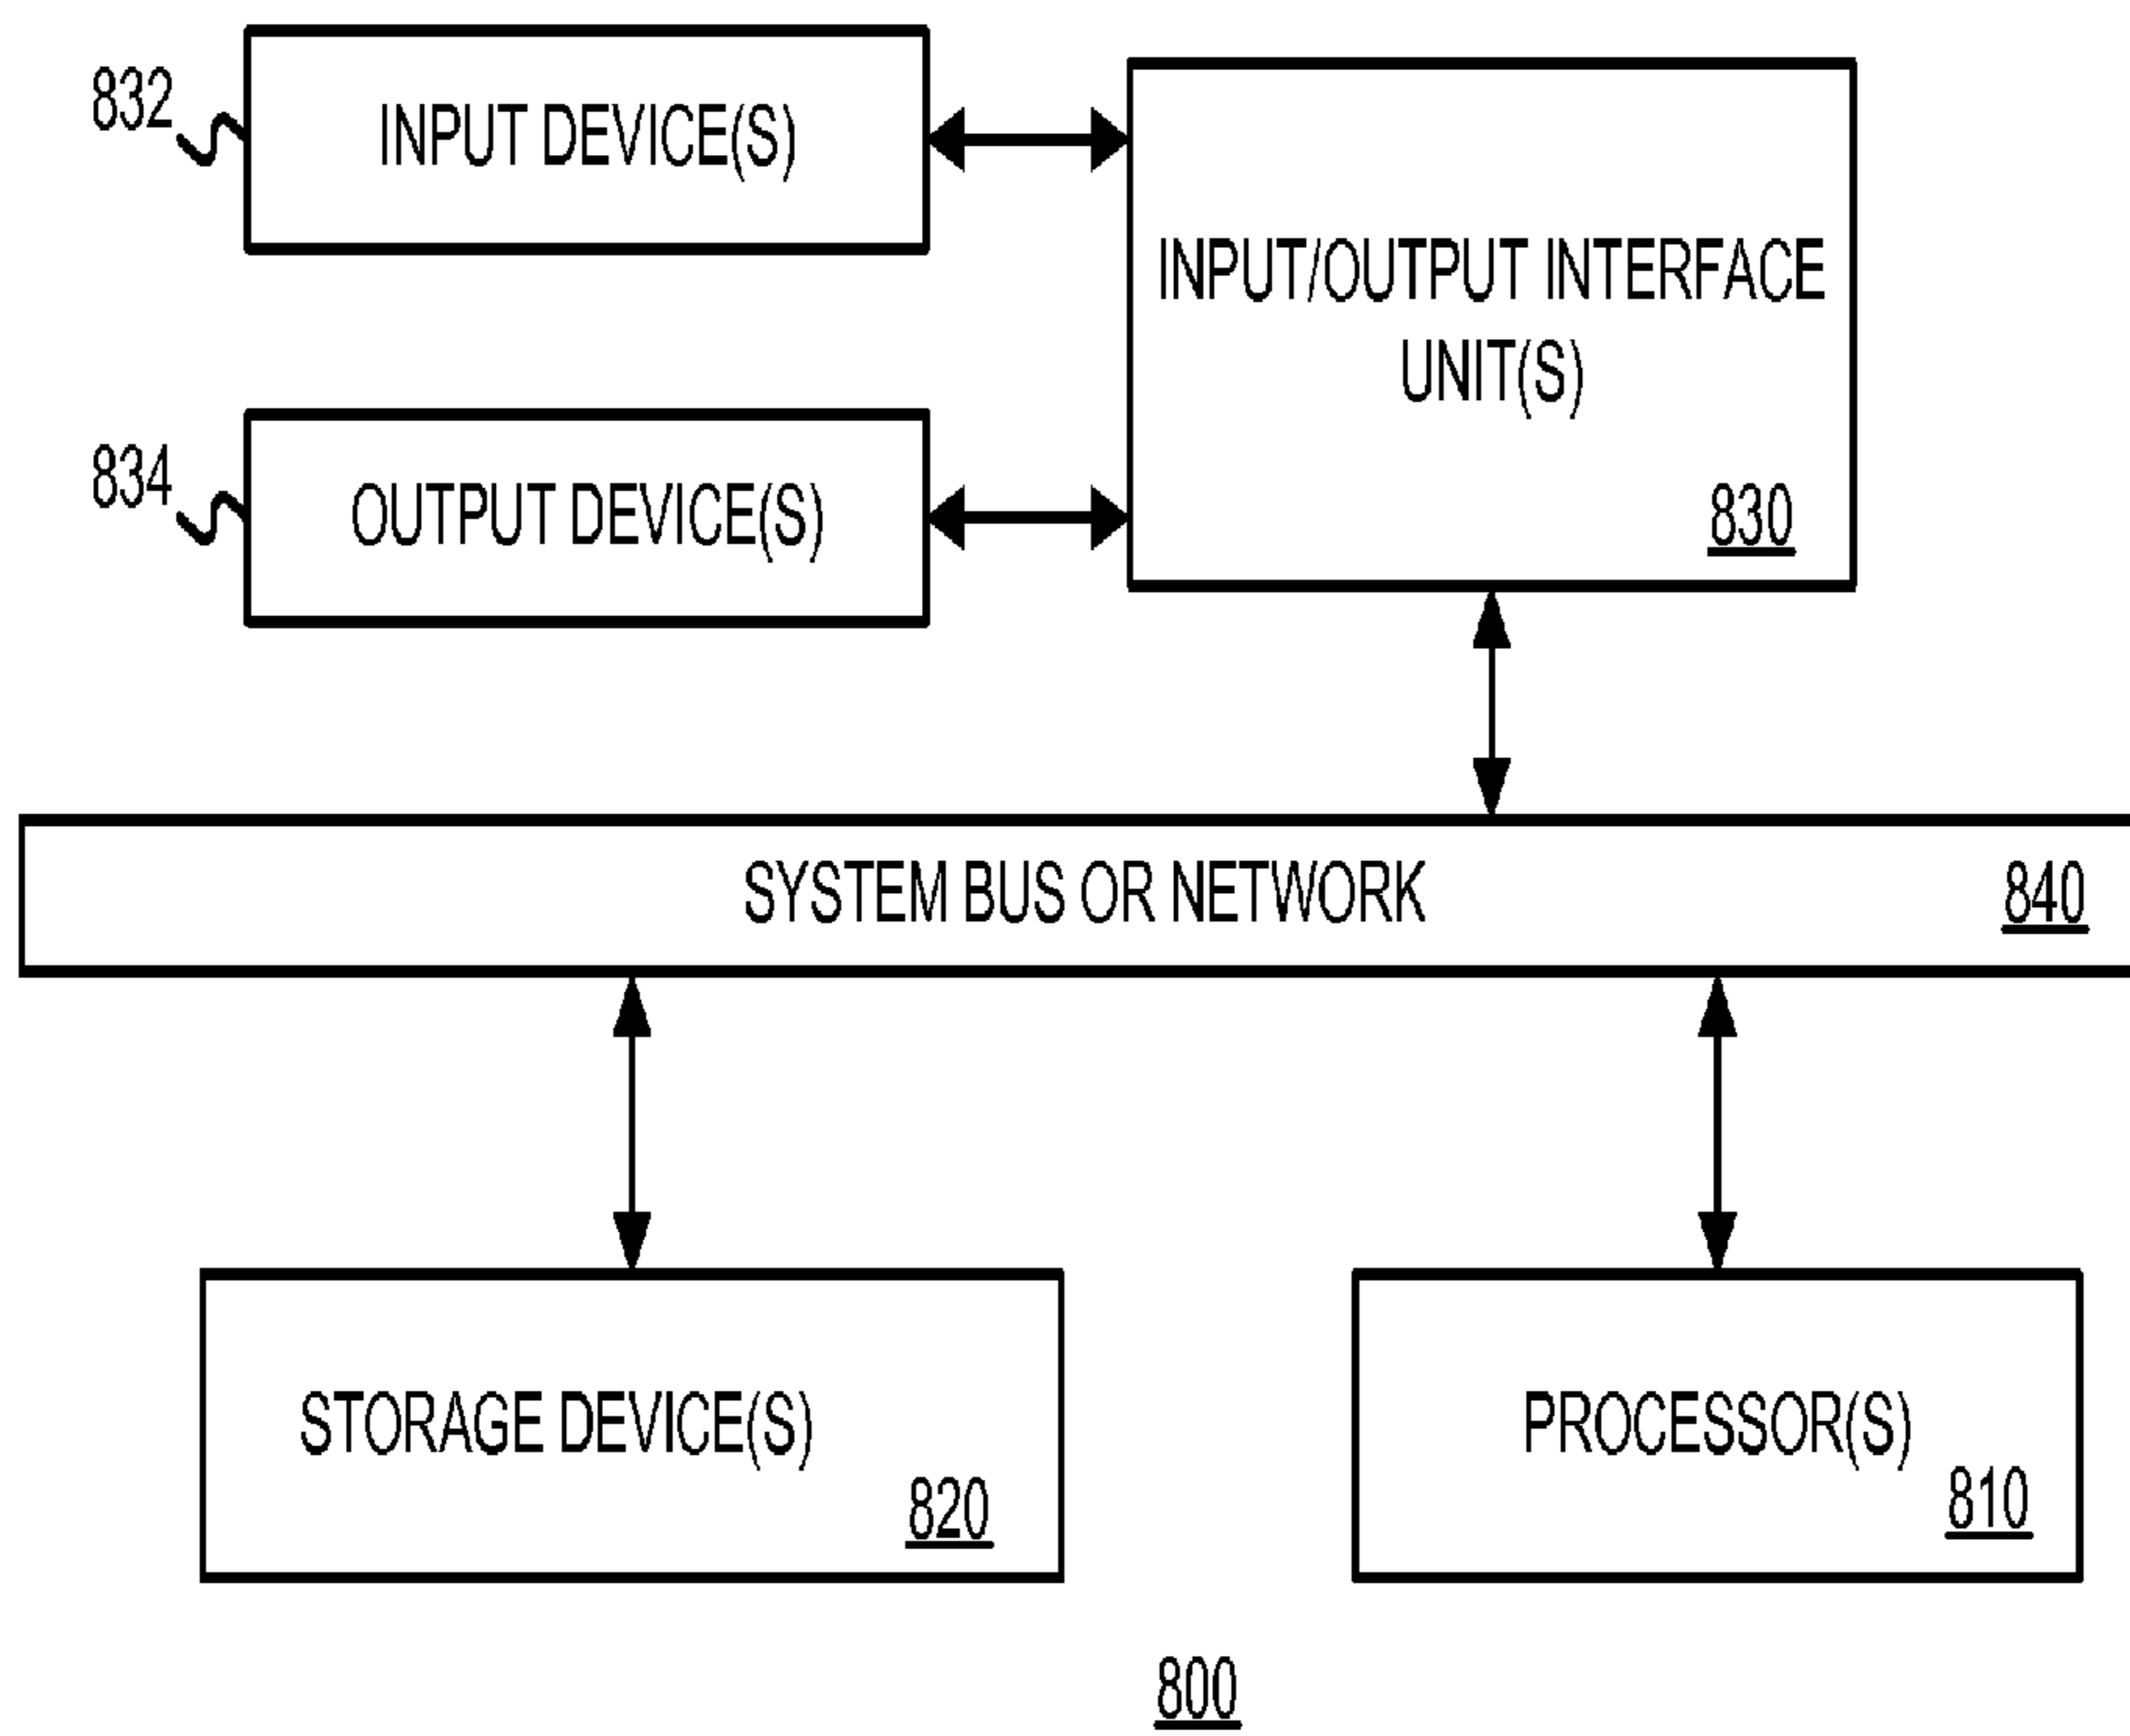 832
INPUT DEVICE(S)
INPUT/OUTPUT INTERFACE
UNIT(S)
830
834
OUTPUT DEVICE(S)
SYSTEM BUS OR NETWORK
840
STORAGE DEVICE(S)
820
PROCESSOR(S)
810
800